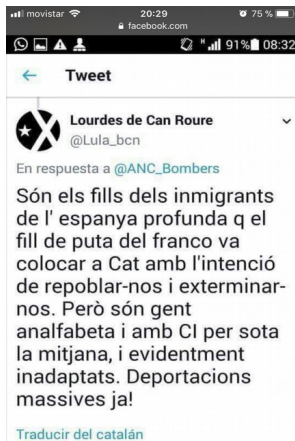 movistar 20:29 75 %
facebook.com
H 91% 08:32
Tweet
Lourdes de Can Roure
@Lula_bcn
En respuesta a @ANC_Bombers
Són els fills dels inmigrants
de l' espanya profunda q el
fill de puta del franco va
colocar a Cat amb l'intenció
de repoblar-nos i exterminar-
nos. Però són gent
analfabeta i amb CI per sota
la mitjana, i evidentment
inadaptats. Deportacions
massives ja!
Traducir del catalán